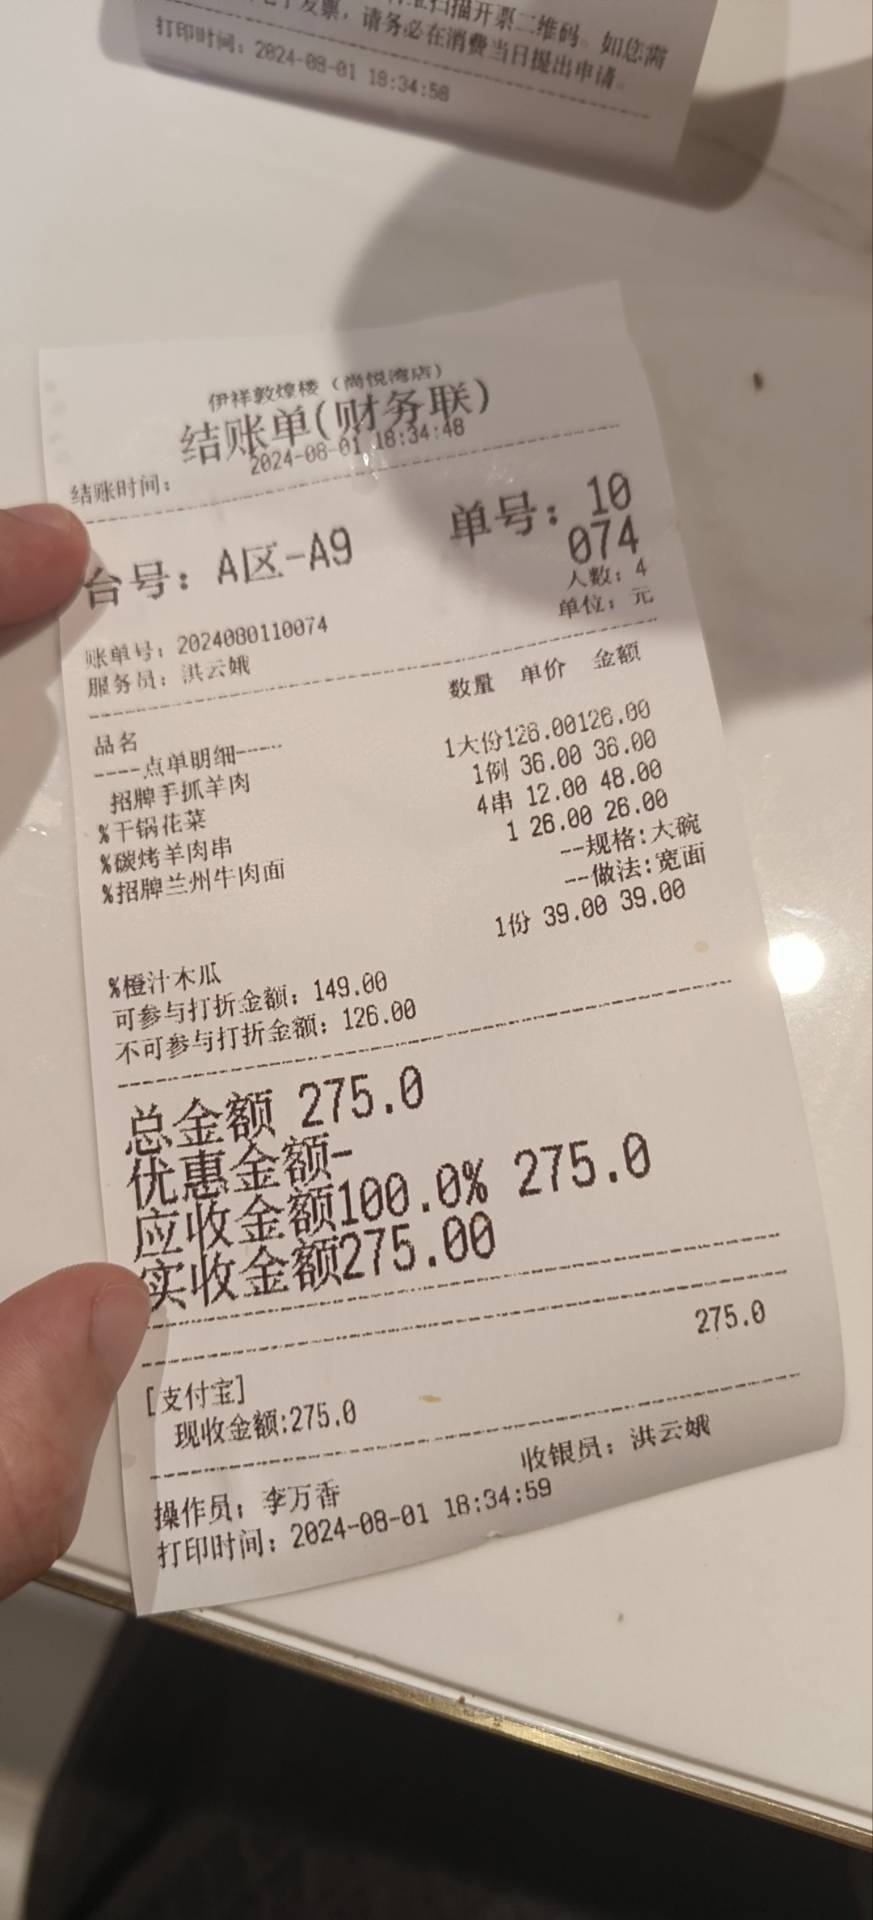 扫描开票二维码。如您需
子发票，请务必在消费当日提出申请。
打印时间：2024-08-01 18:34:58
伊祥敦煌楼（尚悦湾店）
结账单(财务联)
结账时间： 2024-08-01 18:34:48
台号：A区-A9 单号：10
074
人数：4
账单号：2024080110074 单位：元
服务员：洪云娥
品名 数量 单价 金额
----点单明细-----
招牌手抓羊肉 1大份128.00126.00
%干锅花菜 1例 36.00 36.00
%碳烤羊肉串 4串 12.00 48.00
%招牌兰州牛肉面 1 26.00 26.00
--规格:大碗
--做法:宽面
%橙汁木瓜 1份 39.00 39.00
可参与打折金额：149.00
不可参与打折金额：126.00
总金额 275.0
优惠金额-
应收金额100.0% 275.0
实收金额275.00
[支付宝] 275.0
现收金额:275.0
操作员：李万香 收银员：洪云娥
打印时间：2024-08-01 18:34:59